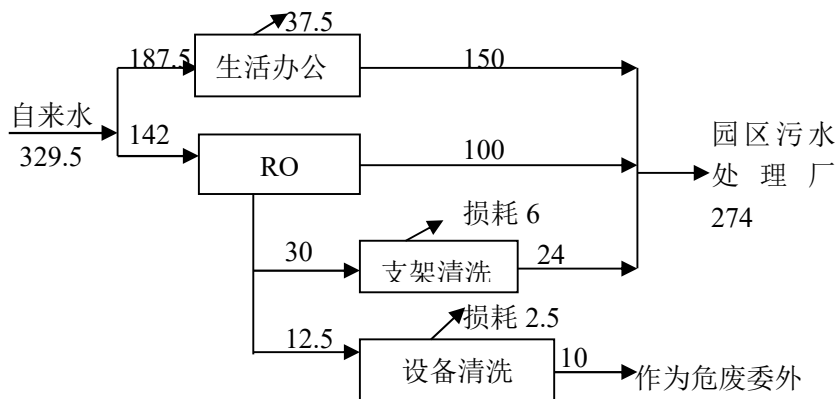 37.5
187.5
生活办公
150
自来水
329.5
142
RO
100
园区污水
处理厂
274
损耗 6
30
支架清洗
24
损耗 2.5
12.5
设备清洗
10
作为危废委外